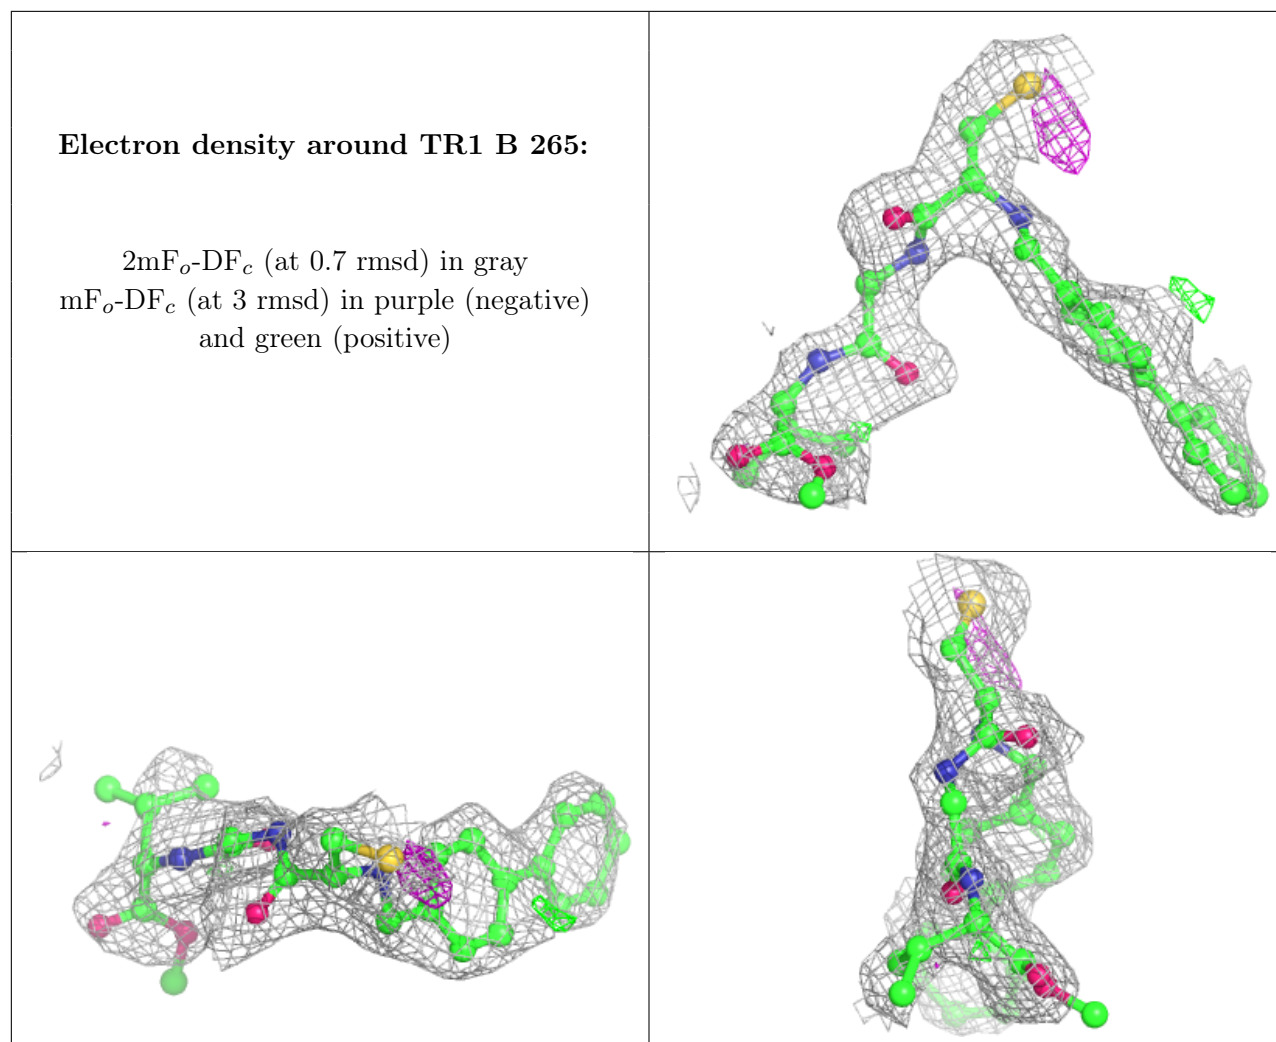 Electron density around TR1 B 265:
2mFo-DFc (at 0.7 rmsd) in gray
mFo-DFc (at 3 rmsd) in purple (negative)
and green (positive)